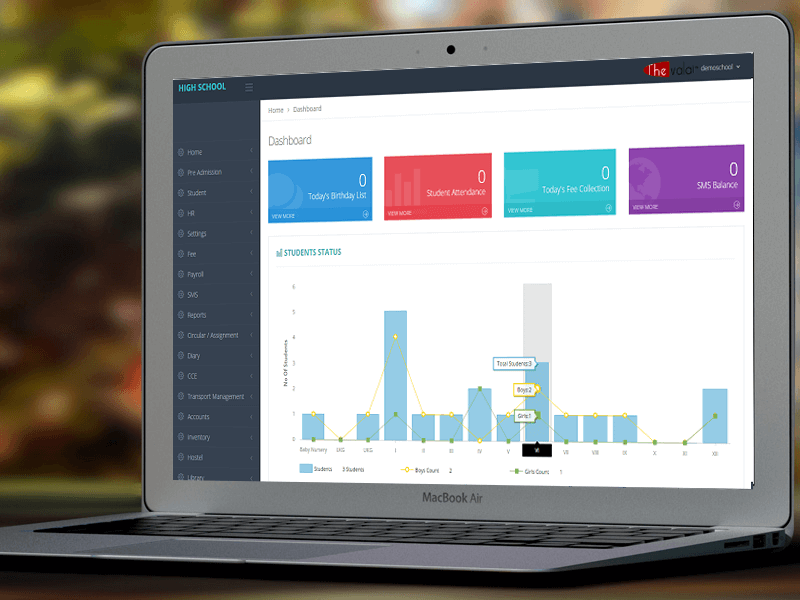 HIGH SCHOOL
The valor demoschool
Home > Dashboard
Dashboard
0
Today's Birthday List
VIEW MORE
0
Student Attendance
VIEW MORE
0
Today's Fee Collection
VIEW MORE
0
SMS Balance
VIEW MORE
Home
Pre Admission
Student
HR
Settings
Fee
Payroll
SMS
Reports
Circular / Assignment
Diary
CCE
Transport Management
Accounts
Inventory
Hostel
Library
STUDENTS STATUS
6
5
4
3
2
1
0
No Of Students
Total Students:3
Boys:2
Girls:1
Baby Nursery LKG UKG I II III IV V VI VII VIII IX X XI XII
Students 3 Students Boys Count 2 Girls Count 1
MacBook Air